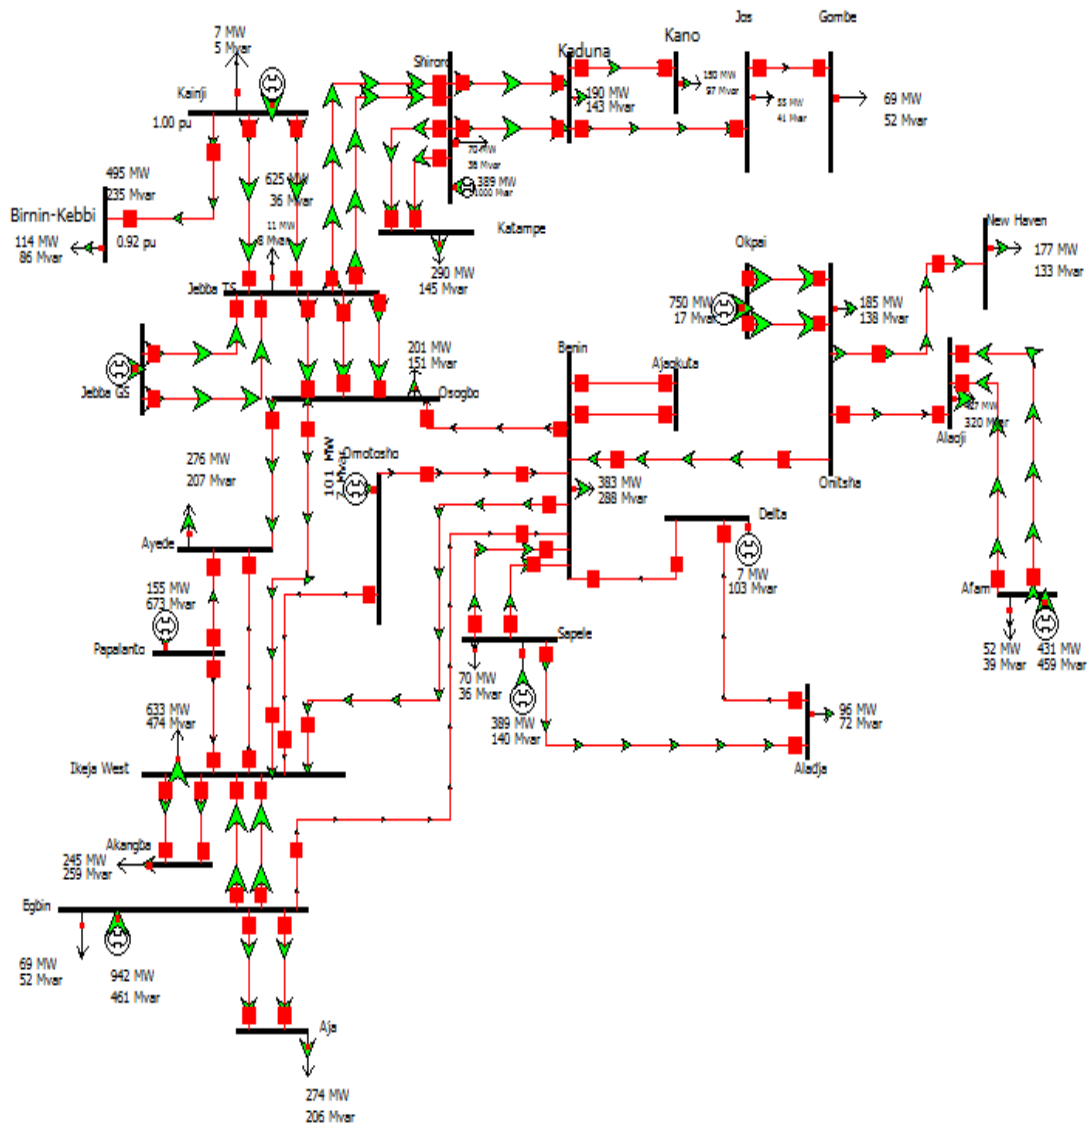 Jos
Gombe
7 MW
5 Mvar
Kano
Kaduna
Shiroro
Kainji
1.00 pu
150 MW
97 Mvar
190 MW
143 Mvar
55 MW
41 Mvar
69 MW
52 Mvar
70 MW
36 Mvar
495 MW
235 Mvar
625 MW
36 Mvar
389 MW
1000 Mvar
Birnin-Kebbi
114 MW
86 Mvar
0.92 pu
11 MW
8 Mvar
Katampe
New Haven
177 MW
133 Mvar
Okpai
290 MW
145 Mvar
Jebba TS
750 MW
17 Mvar
185 MW
138 Mvar
Benin
Ajaokuta
201 MW
151 Mvar
Jebba GS
Osogbo
320 Mvar
Alaoji
Omotosho
101 MW
276 MW
207 Mvar
Onitsha
383 MW
288 Mvar
Delta
Ayede
7 MW
103 Mvar
155 MW
673 Mvar
Afam
Papalanto
Sapele
52 MW
39 Mvar
431 MW
459 Mvar
70 MW
36 Mvar
389 MW
140 Mvar
633 MW
474 Mvar
96 MW
72 Mvar
Ikeja West
Aladja
Akangba
245 MW
259 Mvar
Egbin
69 MW
52 Mvar
942 MW
461 Mvar
Aja
274 MW
206 Mvar